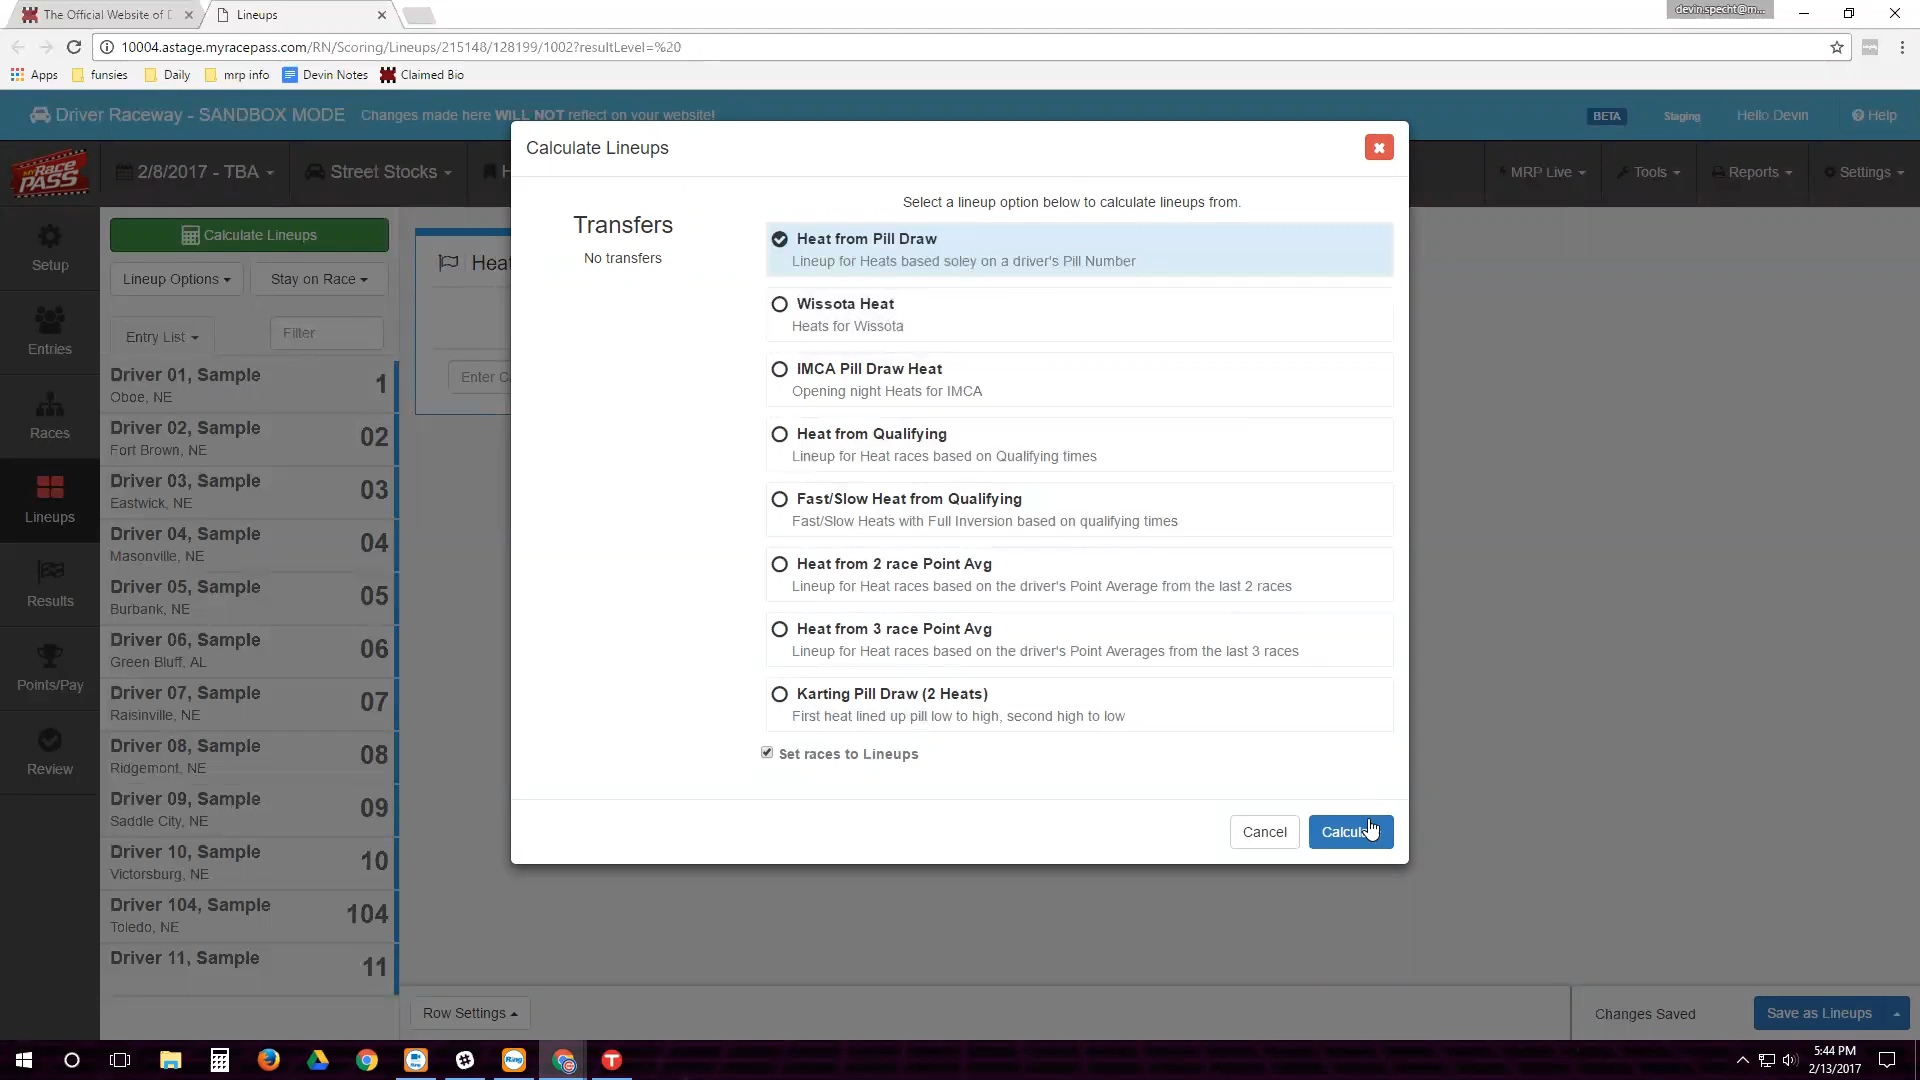 The Official Website of D
Lineups
devin.specht@m...
10004.astage.myracepass.com/RN/Scoring/Lineups/215148/128199/1002?resultLevel=%20
Apps funsies Daily mrp info Devin Notes Claimed Bio
Driver Raceway - SANDBOX MODE Changes made here WILL NOT reflect on your website!
BETA Staging Hello Devin Help
MY Race PASS
2/8/2017 - TBA Street Stocks H MRP Live Tools Reports Settings
Setup
Entries
Races
Lineups
Results
Points/Pay
Review
Calculate Lineups
Lineup Options Stay on Race
Entry List Filter
Driver 01, Sample 1
Oboe, NE
Driver 02, Sample 02
Fort Brown, NE
Driver 03, Sample 03
Eastwick, NE
Driver 04, Sample 04
Masonville, NE
Driver 05, Sample 05
Burbank, NE
Driver 06, Sample 06
Green Bluff, AL
Driver 07, Sample 07
Raisinville, NE
Driver 08, Sample 08
Ridgemont, NE
Driver 09, Sample 09
Saddle City, NE
Driver 10, Sample 10
Victorsburg, NE
Driver 104, Sample 104
Toledo, NE
Driver 11, Sample 11
Heat
Enter C
Calculate Lineups
Transfers
No transfers
Select a lineup option below to calculate lineups from.
Heat from Pill Draw
Lineup for Heats based soley on a driver's Pill Number
Wissota Heat
Heats for Wissota
IMCA Pill Draw Heat
Opening night Heats for IMCA
Heat from Qualifying
Lineup for Heat races based on Qualifying times
Fast/Slow Heat from Qualifying
Fast/Slow Heats with Full Inversion based on qualifying times
Heat from 2 race Point Avg
Lineup for Heat races based on the driver's Point Average from the last 2 races
Heat from 3 race Point Avg
Lineup for Heat races based on the driver's Point Averages from the last 3 races
Karting Pill Draw (2 Heats)
First heat lined up pill low to high, second high to low
Set races to Lineups
Cancel Calcula
Row Settings
Changes Saved
Save as Lineups
Ring
5:44 PM
2/13/2017